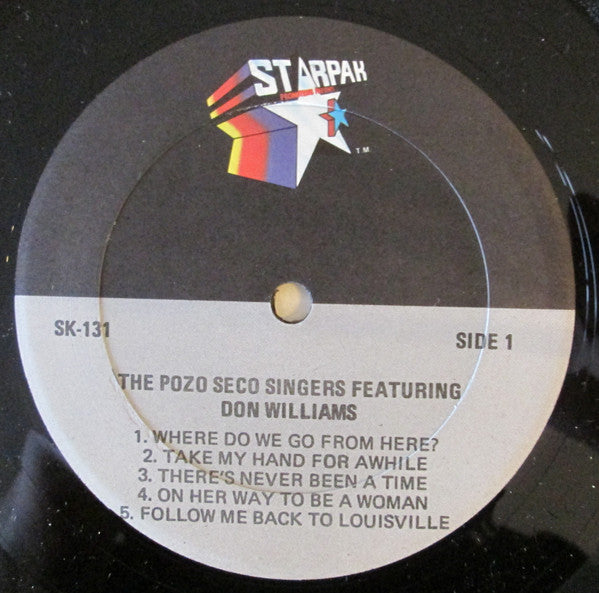 STARPAK
T.M.
SK-131
SIDE 1
THE POZO SECO SINGERS FEATURING
DON WILLIAMS
1. WHERE DO WE GO FROM HERE?
2. TAKE MY HAND FOR AWHILE
3. THERE'S NEVER BEEN A TIME
4. ON HER WAY TO BE A WOMAN
5. FOLLOW ME BACK TO LOUISVILLE